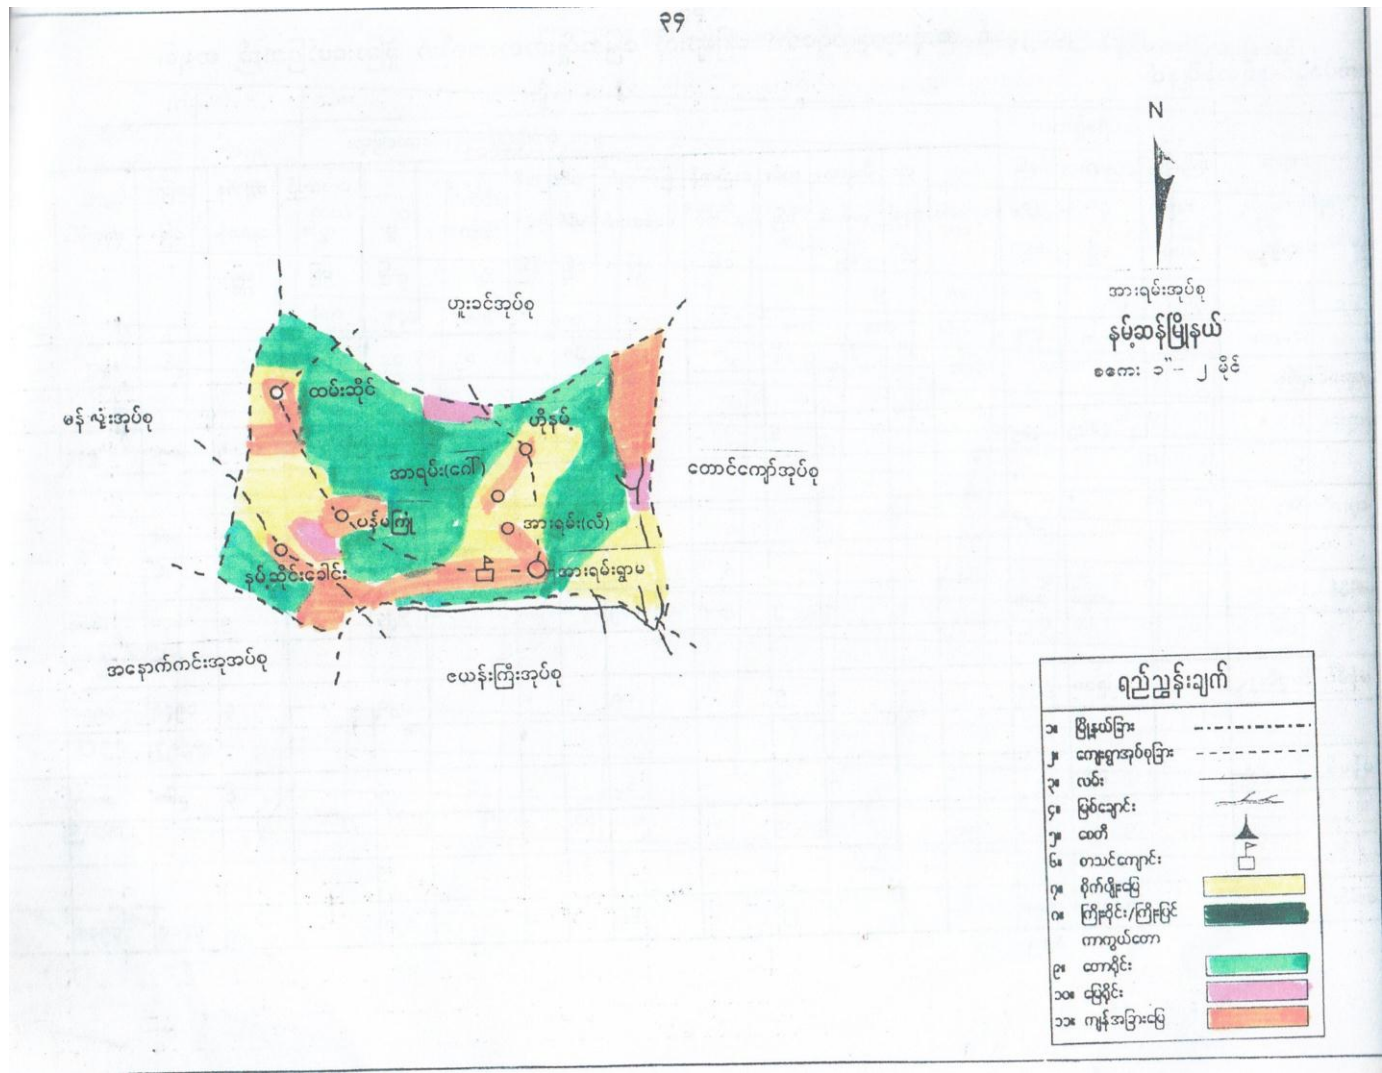 ၃၇
N
အားရမ်းအုပ်စု
နမ့်ဆန်မြို့နယ်
စကေး ၁" = ၂ မိုင်
ဟူးခင်အုပ်စု
ထမ်းဆိုင်
ဟိုနမ့်
အာရမ်း(ဂေါ်)
တောင်ကျော်အုပ်စု
ပန်မကြုံ
အားရမ်း(လီ)
နမ့်ဆိုင်းခေါင်း
အားရမ်းရွာမ
အနောက်ကင်းအုအပ်စု
ဇယန်းကြီးအုပ်စု
ရည်ညွှန်းချက်
၁။ မြို့နယ်ခြား
၂။ ကျေးရွာအုပ်စုခြား
၃။ လမ်း
၄။ မြစ်ချောင်း
၅။ စေတီ
၆။ စာသင်ကျောင်း
၇။ စိုက်ပျိုးမြေ
၈။ ကြိုးဝိုင်း/ကြိုးပြင်
ကာကွယ်တော
၉။ တောရိုင်း
၁၀။ မြေရိုင်း
၁၁။ ကျန်အခြားမြေ